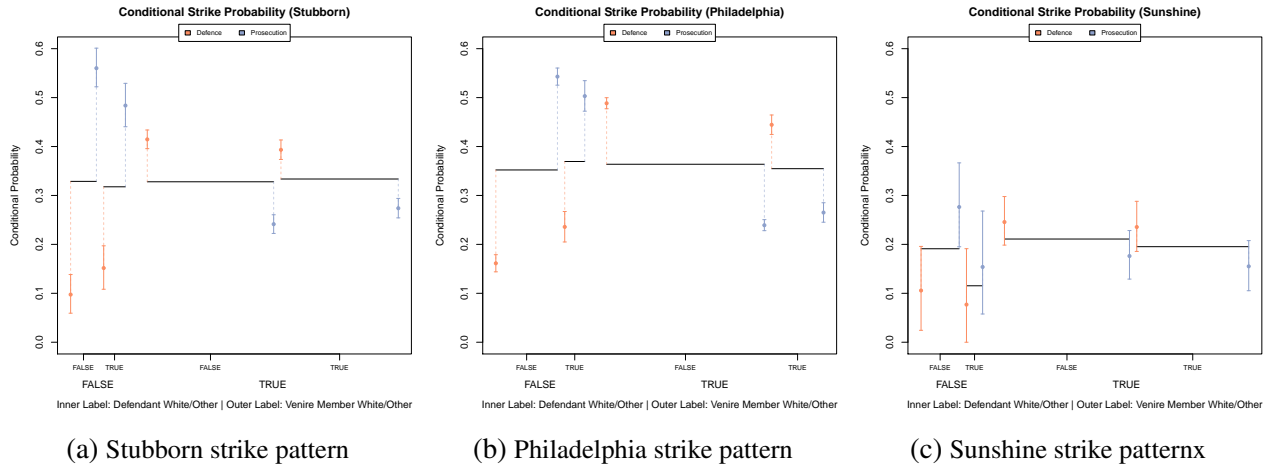 Conditional Strike Probability (Stubborn)
Defence Prosecution
Conditional Probability
0.6
0.5
0.4
0.3
0.2
0.1
0.0
FALSE TRUE FALSE TRUE
FALSE TRUE
Inner Label: Defendant White/Other | Outer Label: Venire Member White/Other
(a) Stubborn strike pattern
Conditional Strike Probability (Philadelphia)
Defence Prosecution
Conditional Probability
0.6
0.5
0.4
0.3
0.2
0.1
0.0
FALSE TRUE FALSE TRUE
FALSE TRUE
Inner Label: Defendant White/Other | Outer Label: Venire Member White/Other
(b) Philadelphia strike pattern
Conditional Strike Probability (Sunshine)
Defence Prosecution
Conditional Probability
0.6
0.5
0.4
0.3
0.2
0.1
0.0
FALSE TRUE FALSE TRUE
FALSE TRUE
Inner Label: Defendant White/Other | Outer Label: Venire Member White/Other
(c) Sunshine strike patternx